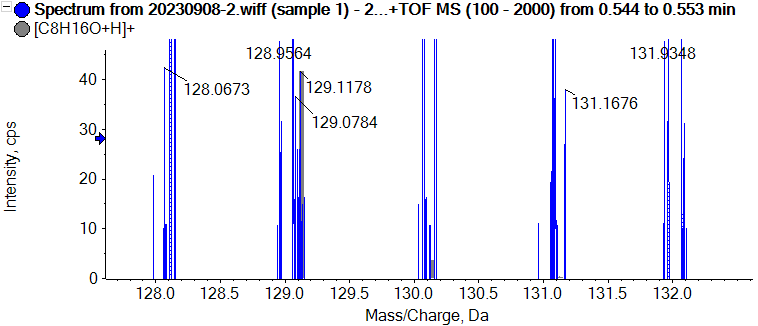 Spectrum from 20230908-2.wiff (sample 1) - 2...+TOF MS (100 - 2000) from 0.544 to 0.553 min
[C8H16O+H]+
128.9564
131.9348
128.0673
129.1178
131.1676
129.0784
40
30
20
10
0
Intensity, cps
128.0 128.5 129.0 129.5 130.0 130.5 131.0 131.5 132.0
Mass/Charge, Da